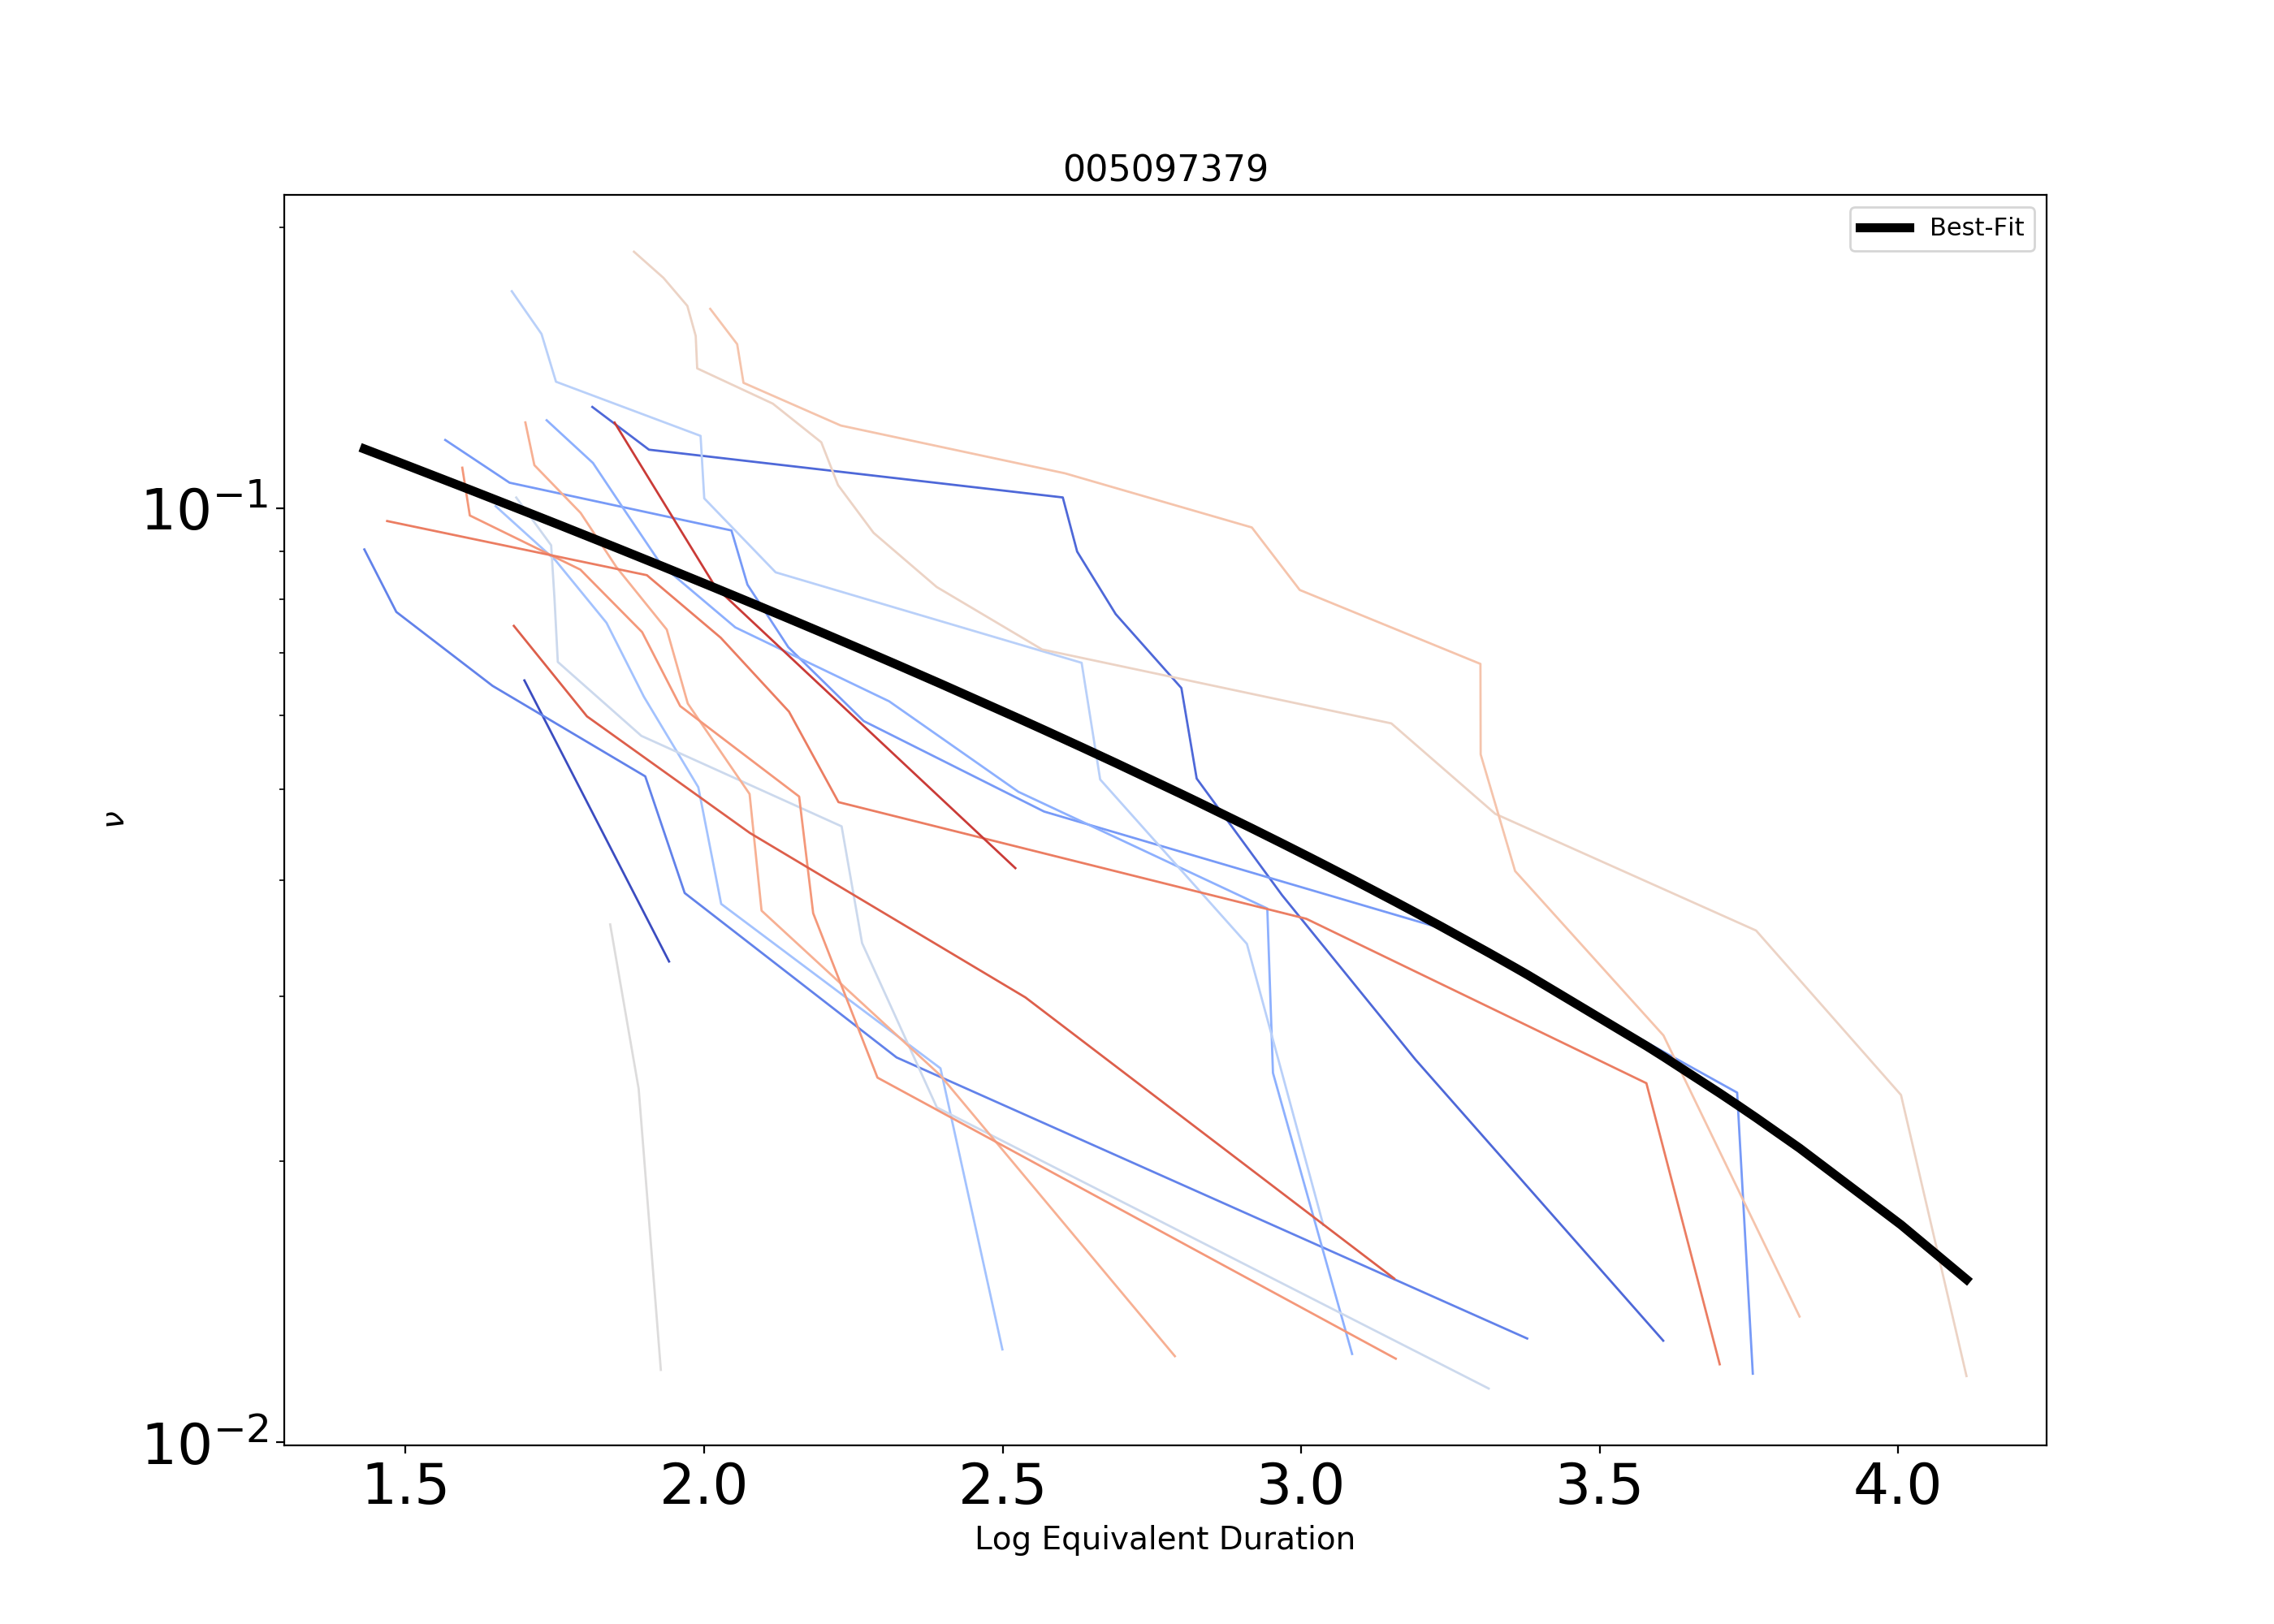 005097379
Best-Fit
10⁻¹
ν
10⁻²
1.5 2.0 2.5 3.0 3.5 4.0
Log Equivalent Duration